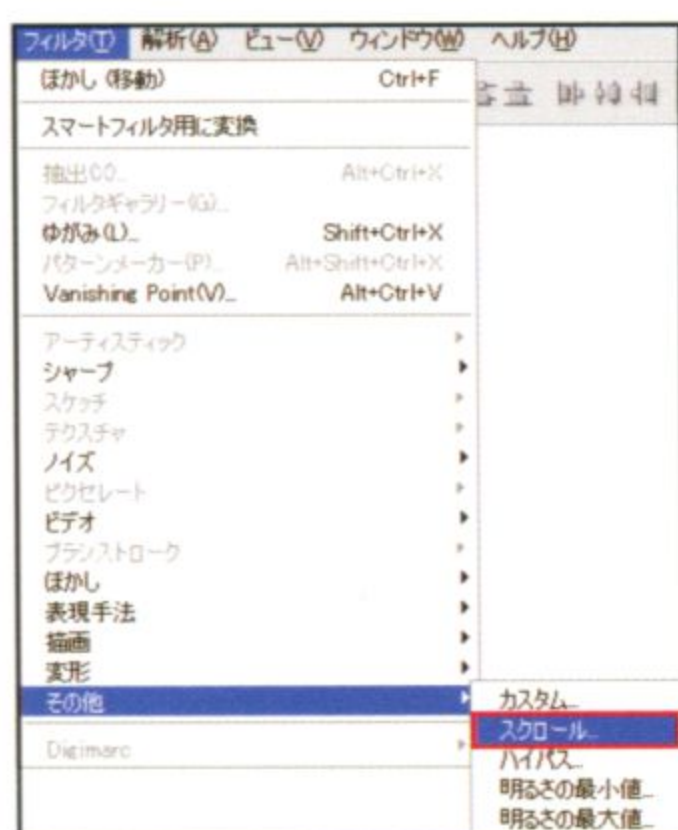 フィルタ(T) 解析(A) ビュー(V) ウィンドウ(W) ヘルプ(H)
ぼかし (移動) Ctrl+F
スマートフィルタ用に変換
抽出(X)... Alt+Ctrl+X
フィルタギャラリー(G)...
ゆがみ(L)... Shift+Ctrl+X
パターンメーカー(P)... Alt+Shift+Ctrl+X
Vanishing Point(V)... Alt+Ctrl+V
アーティスティック
シャープ
スケッチ
テクスチャ
ノイズ
ピクセレート
ビデオ
ブラシストローク
ぼかし
表現手法
描画
変形
その他
カスタム...
スクロール...
ハイパス...
明るさの最小値...
明るさの最大値...
Digimarc